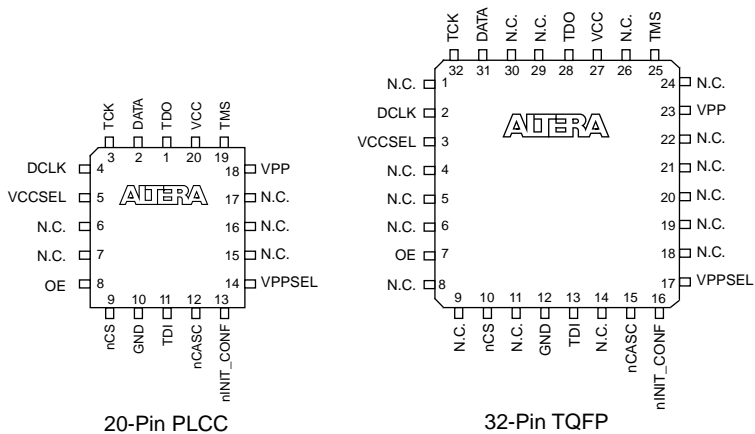 TCK DATA TDO VCC TMS
3 2 1 20 19
DCLK 4 18 VPP
VCCSEL 5 ALTERA 17 N.C.
N.C. 6 16 N.C.
N.C. 7 15 N.C.
OE 8 14 VPPSEL
9 10 11 12 13
nCS GND TDI nCASC nINIT_CONF
20-Pin PLCC
TCK DATA N.C. N.C. TDO VCC N.C. TMS
32 31 30 29 28 27 26 25
N.C. 1 24 N.C.
DCLK 2 23 VPP
VCCSEL 3 ALTERA 22 N.C.
N.C. 4 21 N.C.
N.C. 5 20 N.C.
N.C. 6 19 N.C.
OE 7 18 N.C.
N.C. 8 17 VPPSEL
9 10 11 12 13 14 15 16
N.C. nCS N.C. GND TDI N.C. nCASC nINIT_CONF
32-Pin TQFP